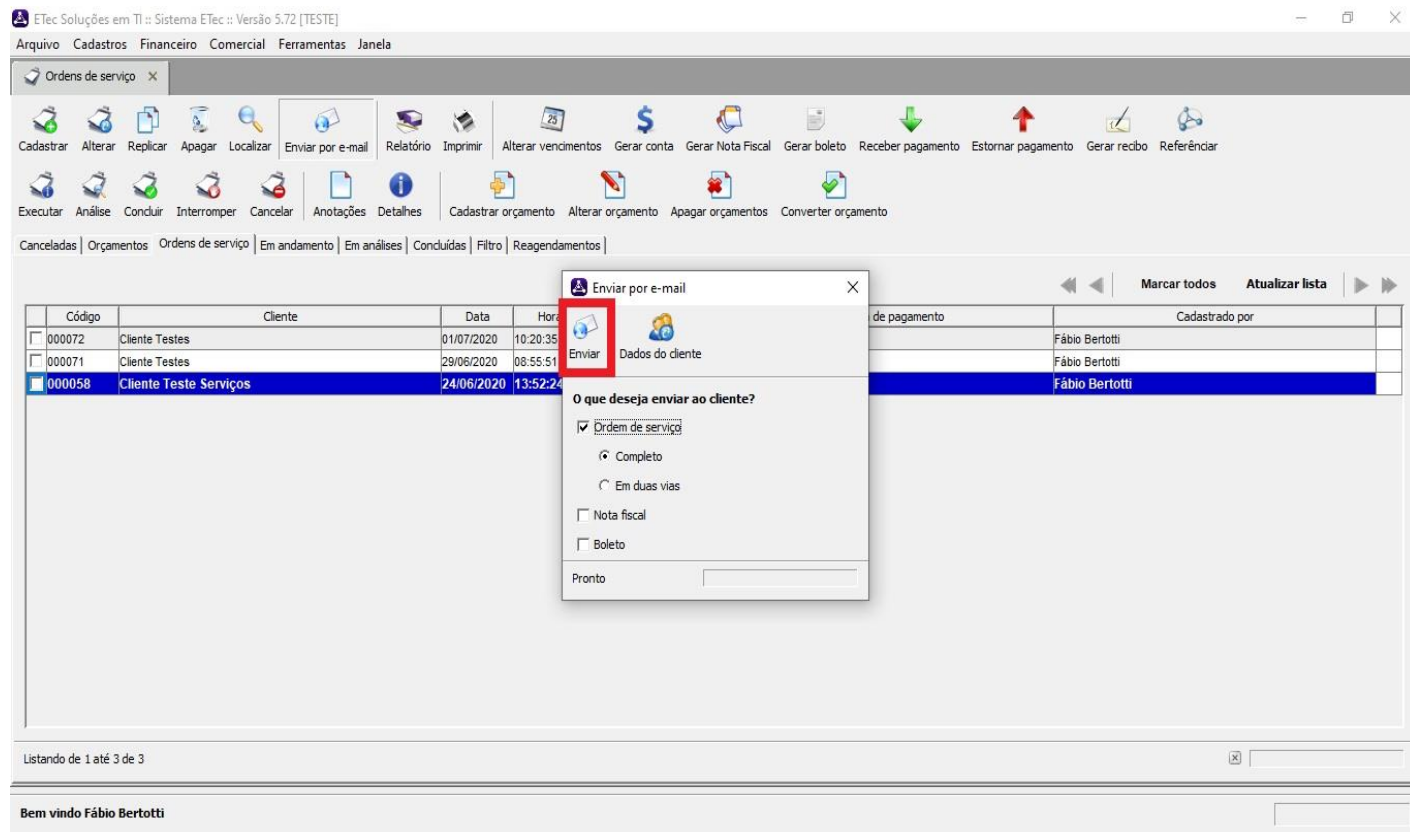 ETec Soluções em TI :: Sistema ETec :: Versão 5.72 [TESTE]
Arquivo Cadastros Financeiro Comercial Ferramentas Janela
Ordens de serviço
Cadastrar Alterar Replicar Apagar Localizar Enviar por e-mail Relatório Imprimir Alterar vencimentos Gerar conta Gerar Nota Fiscal Gerar boleto Receber pagamento Estornar pagamento Gerar recibo Referênciar
Executar Análise Concluir Interromper Cancelar Anotações Detalhes Cadastrar orçamento Alterar orçamento Apagar orçamentos Converter orçamento
Canceladas Orçamentos Ordens de serviço Em andamento Em análises Concluídas Filtro Reagendamentos
Marcar todos Atualizar lista
Código Cliente Data Hora de pagamento Cadastrado por
000072 Cliente Testes 01/07/2020 10:20:35 Fábio Bertotti
000071 Cliente Testes 29/06/2020 08:55:51 Fábio Bertotti
000058 Cliente Teste Serviços 24/06/2020 13:52:24 Fábio Bertotti
Enviar por e-mail
Enviar Dados do cliente
O que deseja enviar ao cliente?
Ordem de serviço
Completo
Em duas vias
Nota fiscal
Boleto
Pronto
Listando de 1 até 3 de 3
Bem vindo Fábio Bertotti